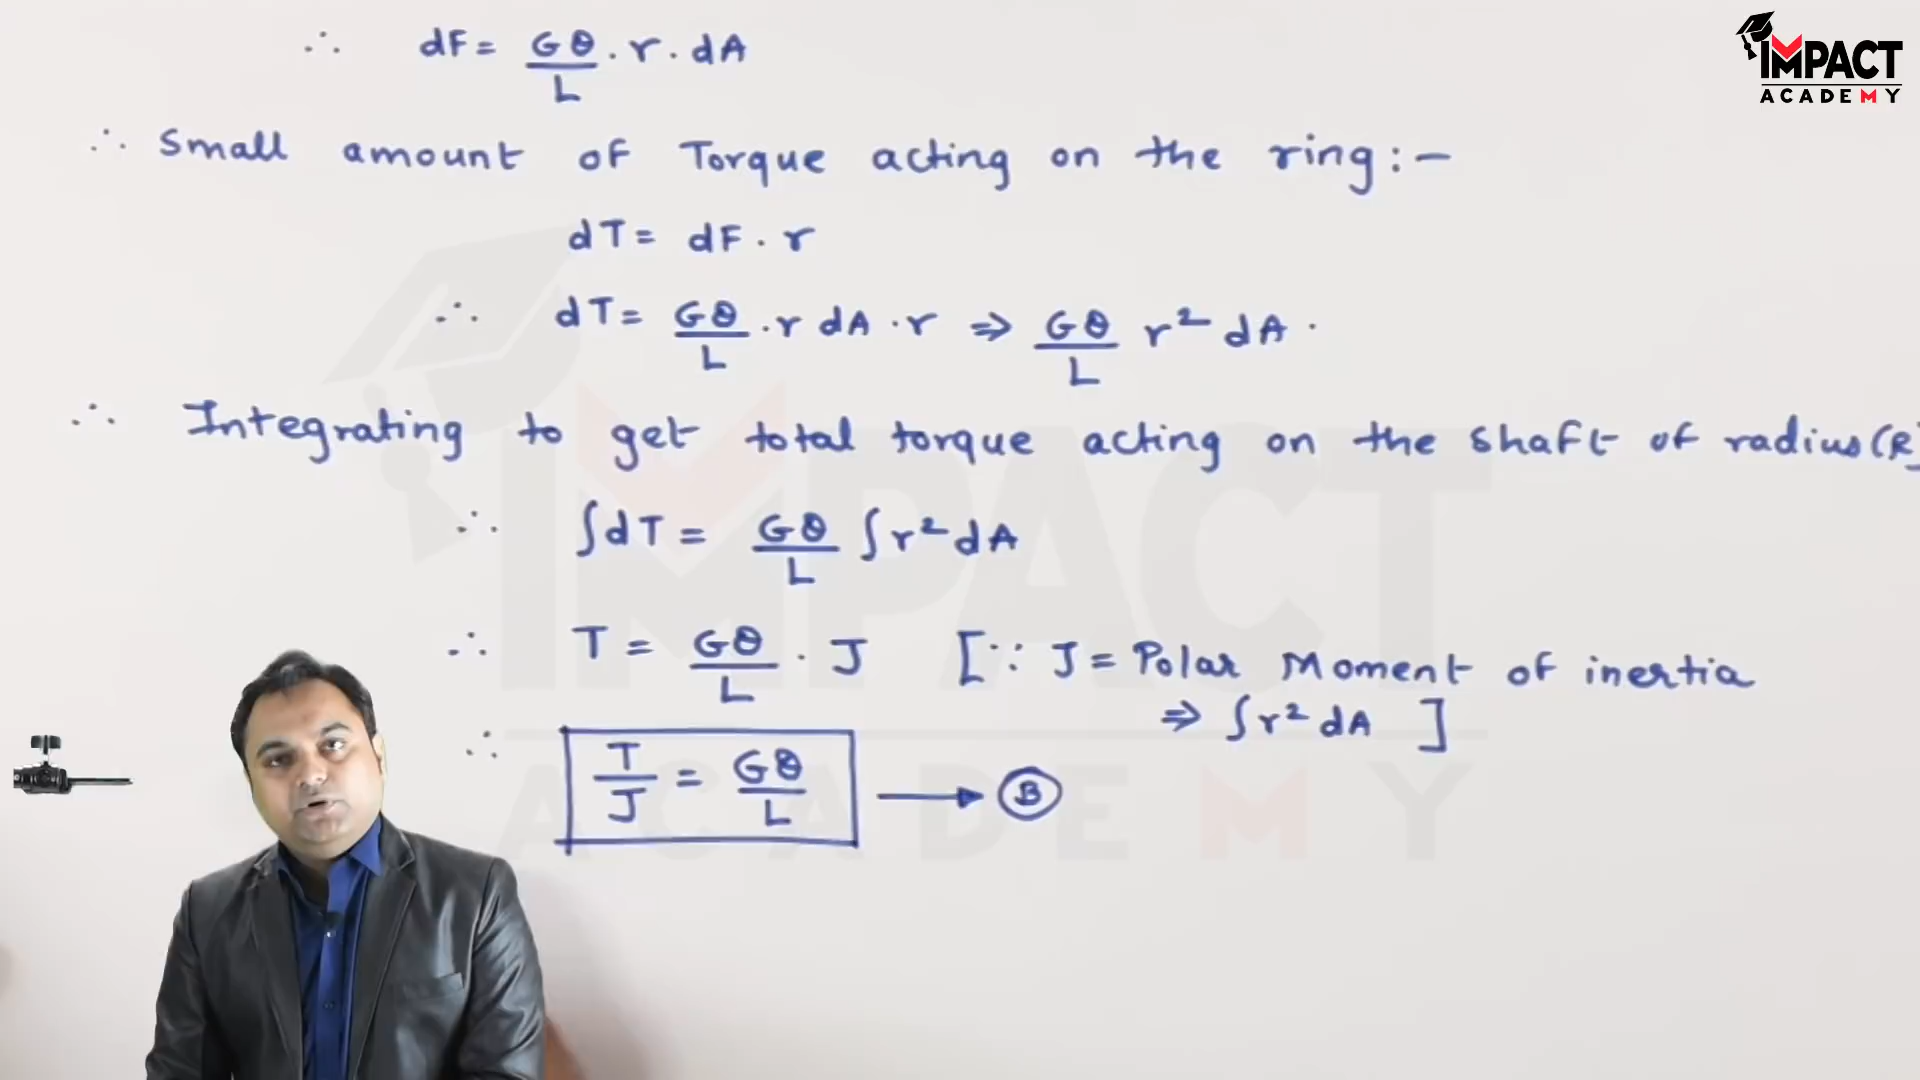 IMPACT
ACADEMY
∴ dF = Gθ/L · r · dA
∴ Small amount of Torque acting on the ring:-
dT = dF · r
∴ dT = Gθ/L · r dA · r ⇒ Gθ/L r² dA ·
∴ Integrating to get total torque acting on the shaft of radius(R)
∴ ∫dT = Gθ/L ∫r² dA
∴ T = Gθ/L · J [∵ J = Polar Moment of inertia
⇒ ∫r² dA ]
∴ T/J = Gθ/L → B
IMPACT
ACADEMY